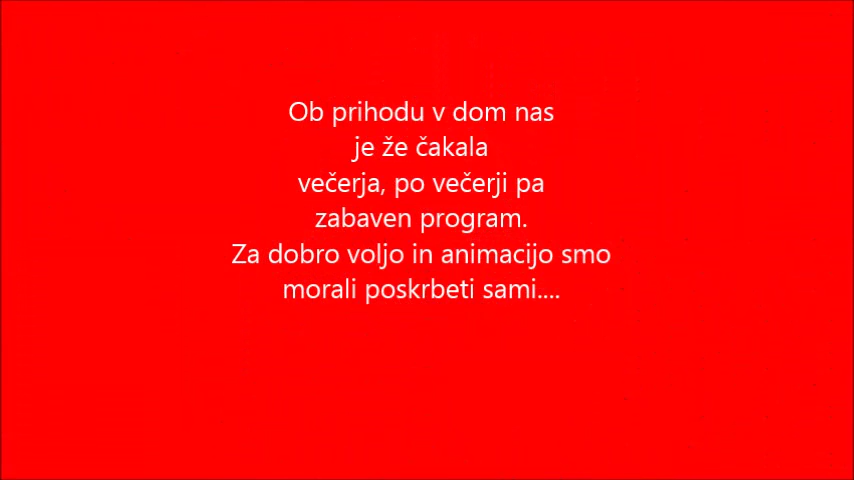 Ob prihodu v dom nas
je že čakala
večerja, po večerji pa
zabaven program.
Za dobro voljo in animacijo smo
morali poskrbeti sami....